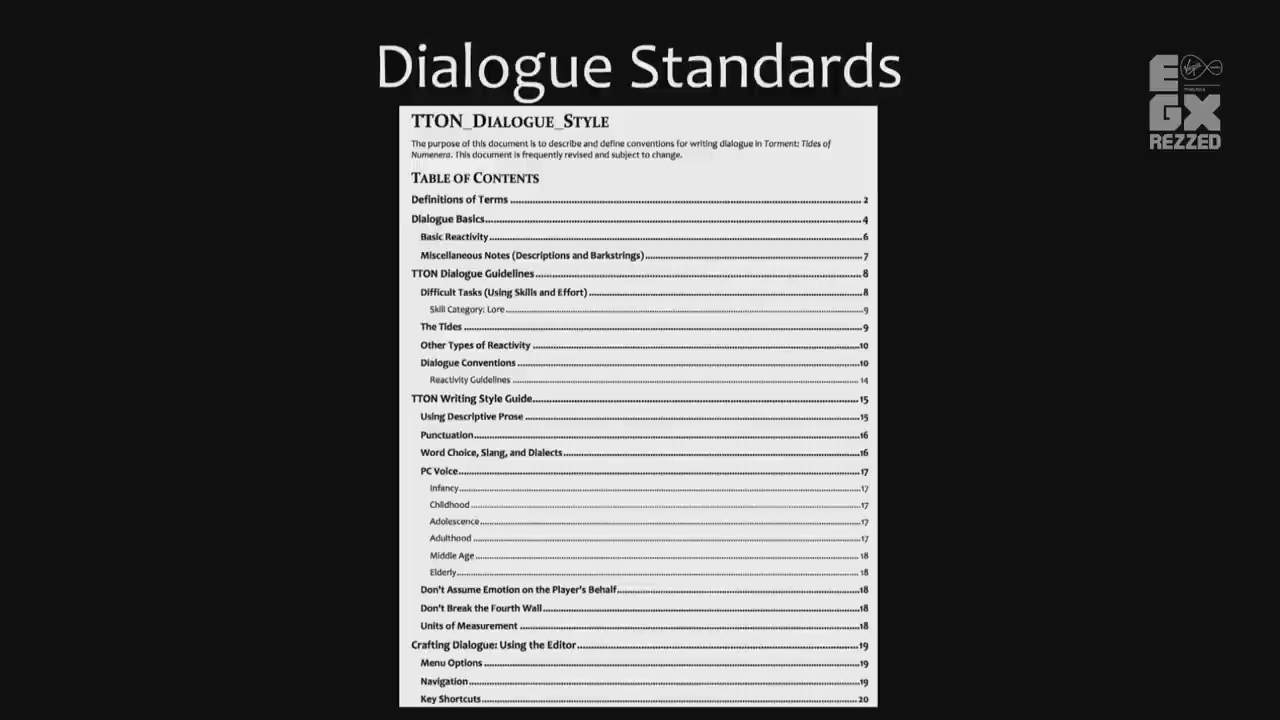 Dialogue Standards
E
GX
REZZED
Virgin
TTON_DIALOGUE_STYLE
The purpose of this document is to describe and define conventions for writing dialogue in Torment: Tides of
Numenera. This document is frequently revised and subject to change.
TABLE OF CONTENTS
Definitions of Terms ........ 2
Dialogue Basics ........ 4
Basic Reactivity ........ 6
Miscellaneous Notes (Descriptions and Barkstrings) ........ 7
TTON Dialogue Guidelines ........ 8
Difficult Tasks (Using Skills and Effort) ........ 8
Skill Category: Lore ........ 9
The Tides ........ 9
Other Types of Reactivity ........ 10
Dialogue Conventions ........ 10
Reactivity Guidelines ........ 14
TTON Writing Style Guide ........ 15
Using Descriptive Prose ........ 15
Punctuation ........ 16
Word Choice, Slang, and Dialects ........ 16
PC Voice ........ 17
Infancy ........ 17
Childhood ........ 17
Adolescence ........ 17
Adulthood ........ 17
Middle Age ........ 18
Elderly ........ 18
Don't Assume Emotion on the Player's Behalf ........ 18
Don't Break the Fourth Wall ........ 18
Units of Measurement ........ 18
Crafting Dialogue: Using the Editor ........ 19
Menu Options ........ 19
Navigation ........ 19
Key Shortcuts ........ 20